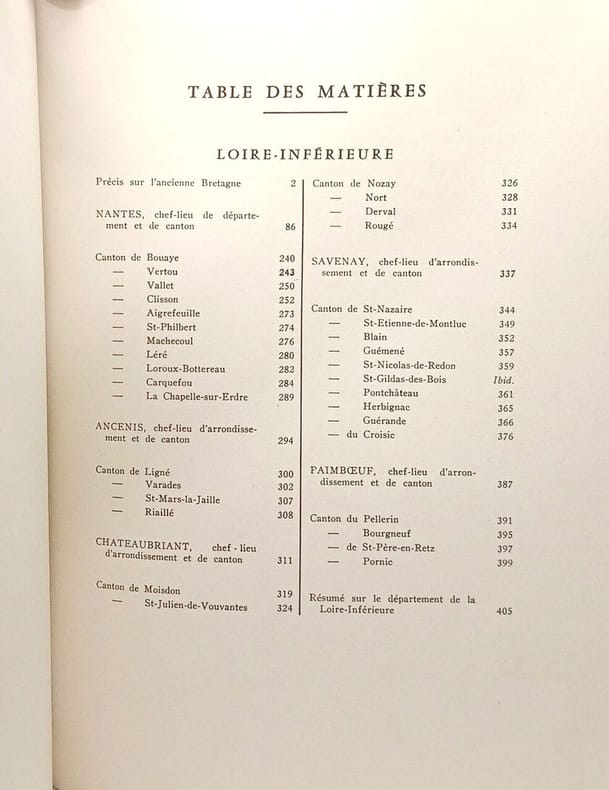 TABLE DES MATIÈRES
LOIRE-INFÉRIEURE
Précis sur l'ancienne Bretagne 2
NANTES, chef-lieu de départe-
ment et de canton 86
Canton de Bouaye 240
— Vertou 243
— Vallet 250
— Clisson 252
— Aigrefeuille 273
— St-Philbert 274
— Machecoul 276
— Léré 280
— Loroux-Bottereau 282
— Carquefou 284
— La Chapelle-sur-Erdre 289
ANCENIS, chef-lieu d'arrondisse-
ment et de canton 294
Canton de Ligné 300
— Varades 302
— St-Mars-la-Jaille 307
— Riaillé 308
CHATEAUBRIANT, chef-lieu
d'arrondissement et de canton 311
Canton de Moisdon 319
— St-Julien-de-Vouvantes 324
Canton de Nozay 326
— Nort 328
— Derval 331
— Rougé 334
SAVENAY, chef-lieu d'arrondis-
sement et de canton 337
Canton de St-Nazaire 344
— St-Etienne-de-Montluc 349
— Blain 352
— Guémené 357
— St-Nicolas-de-Redon 359
— St-Gildas-des-Bois Ibid.
— Pontchâteau 361
— Herbignac 365
— Guérande 366
— du Croisic 376
PAIMBŒUF, chef-lieu d'arron-
dissement et de canton 387
Canton du Pellerin 391
— Bourgneuf 395
— de St-Père-en-Retz 397
— Pornic 399
Résumé sur le département de la
Loire-Inférieure 405